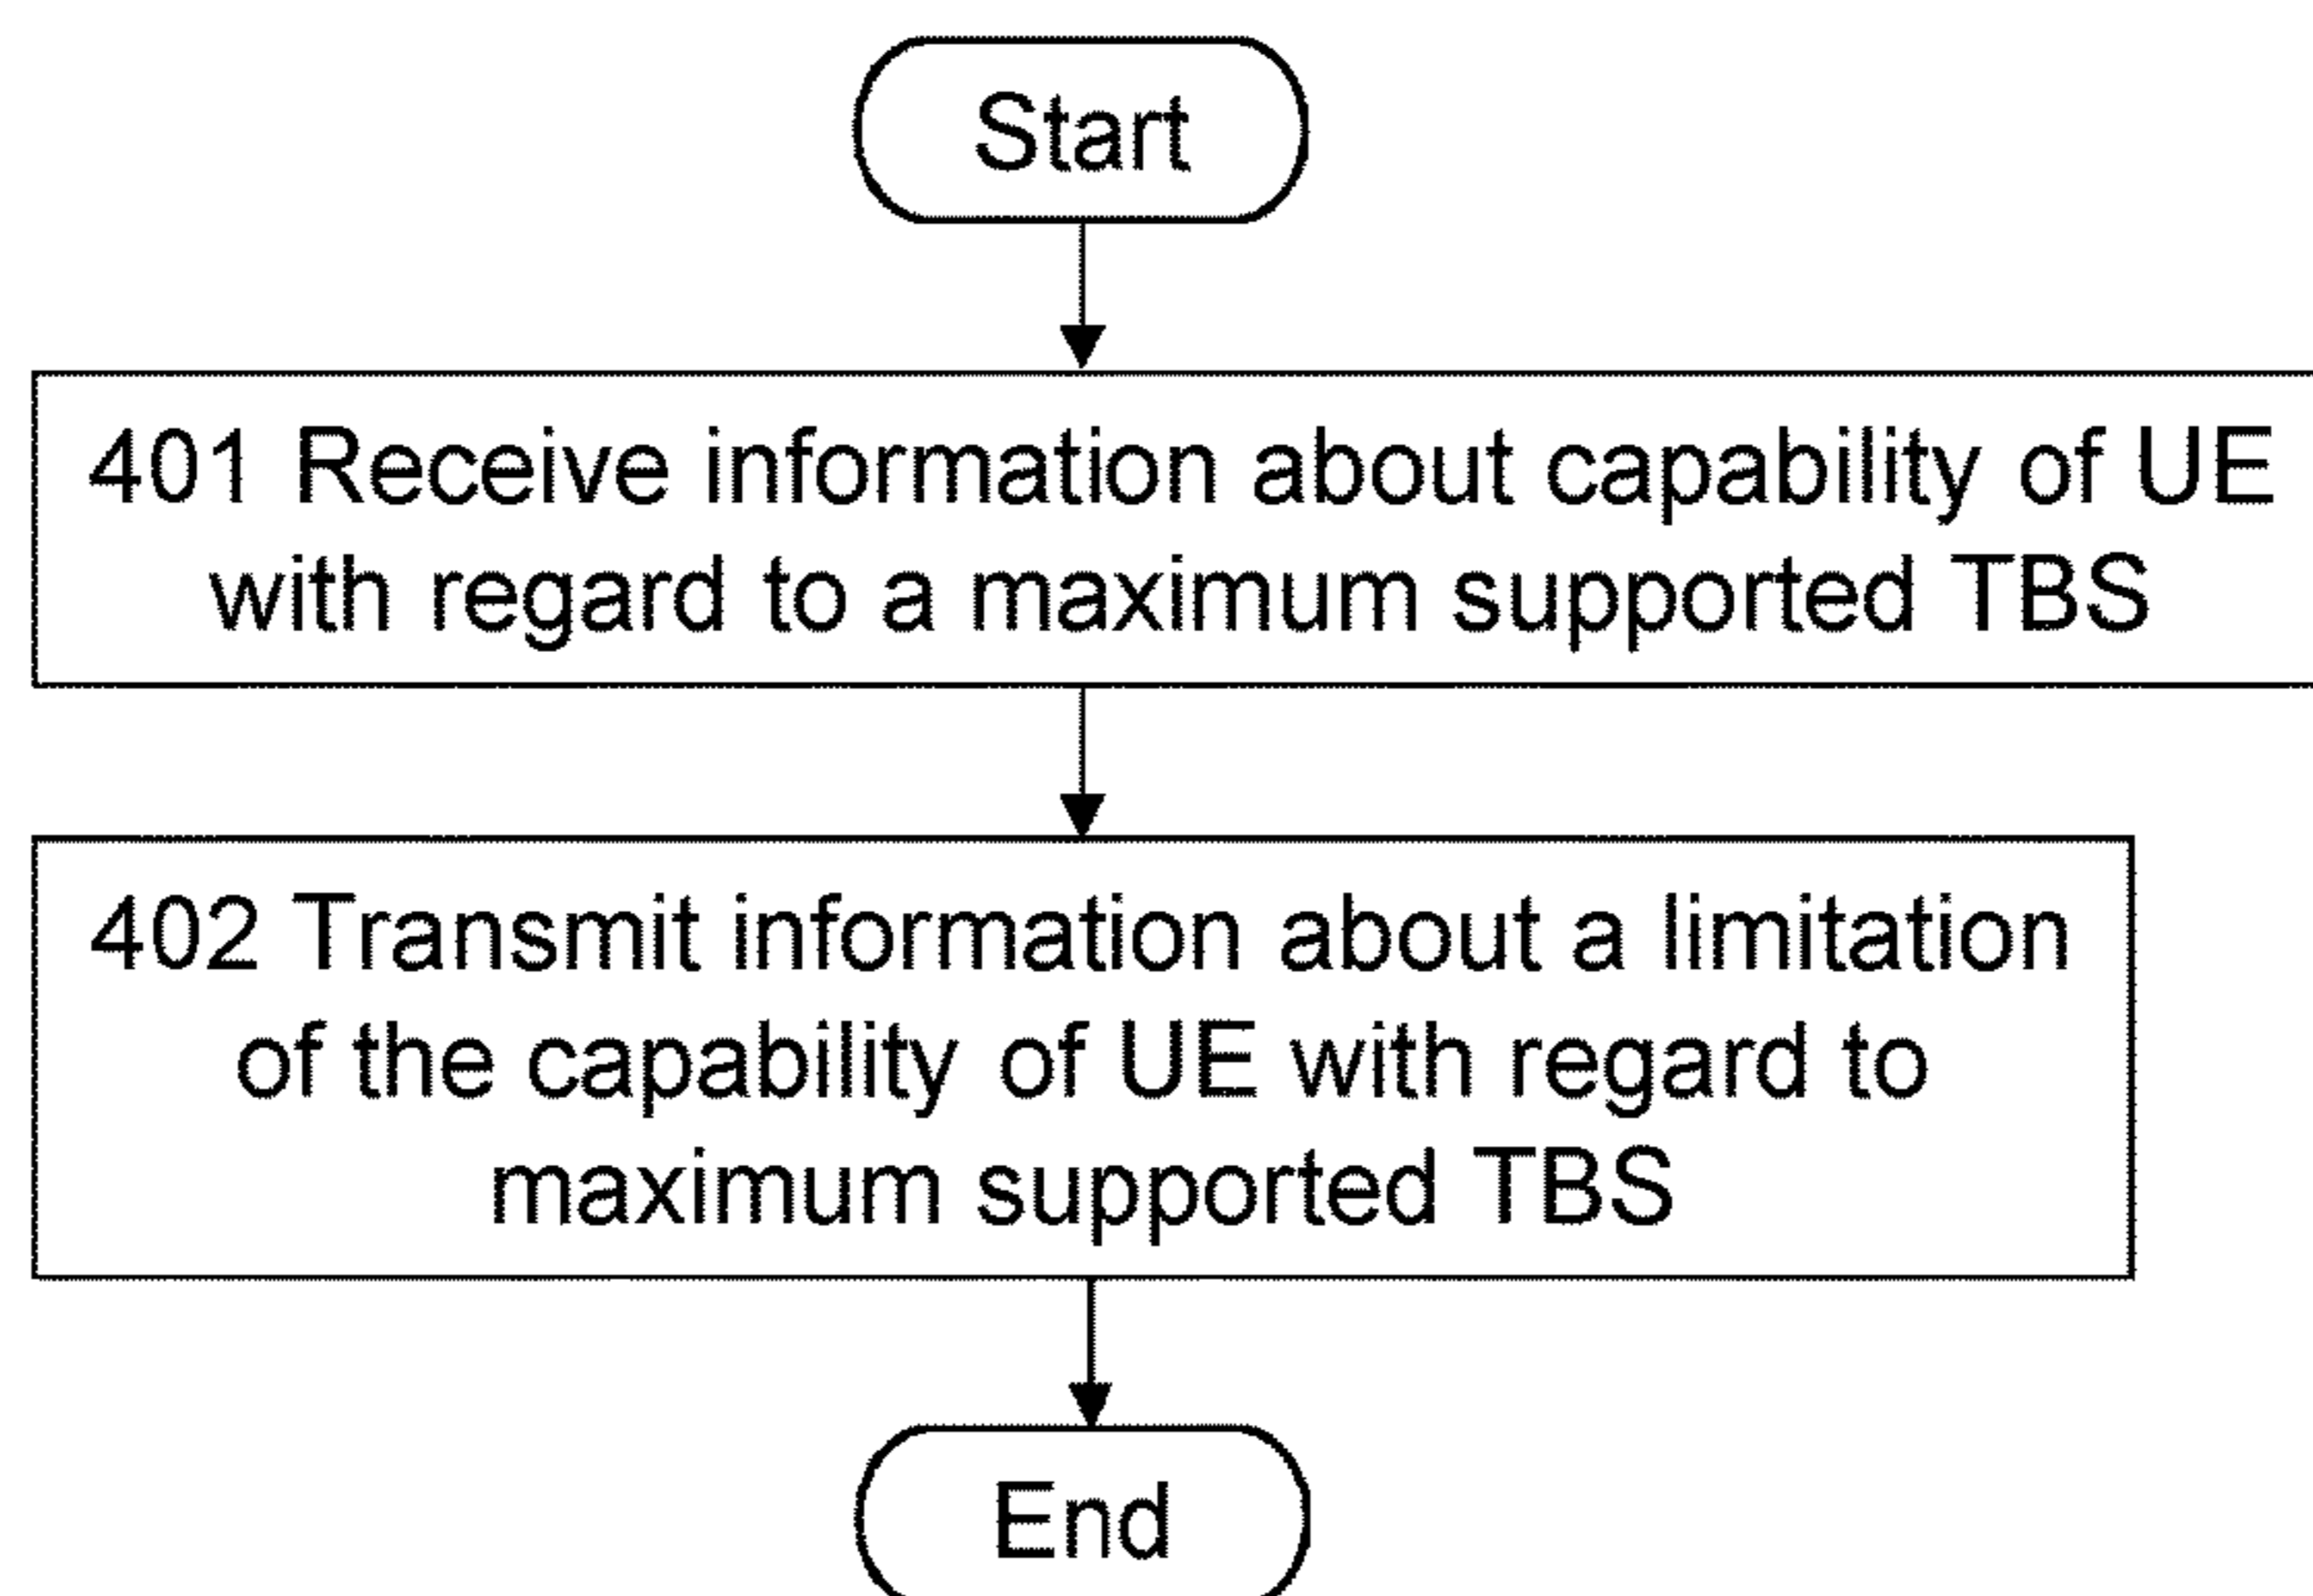 Start
401 Receive information about capability of UE
with regard to a maximum supported TBS
402 Transmit information about a limitation
of the capability of UE with regard to
maximum supported TBS
End